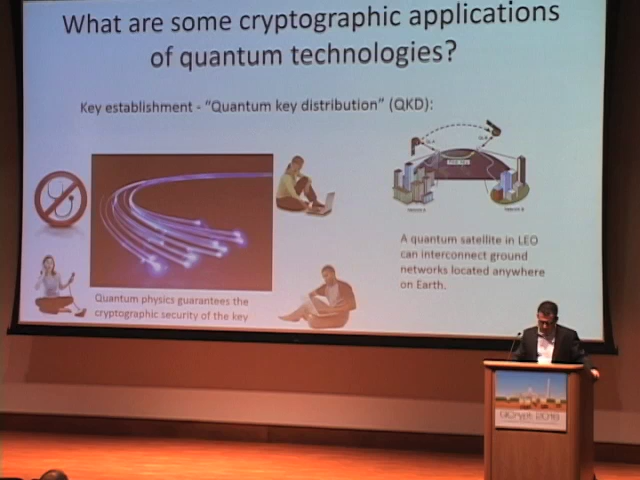 What are some cryptographic applications
of quantum technologies?
Key establishment - “Quantum key distribution” (QKD):
A quantum satellite in LEO
can interconnect ground
networks located anywhere
on Earth.
Quantum physics guarantees the
cryptographic security of the key